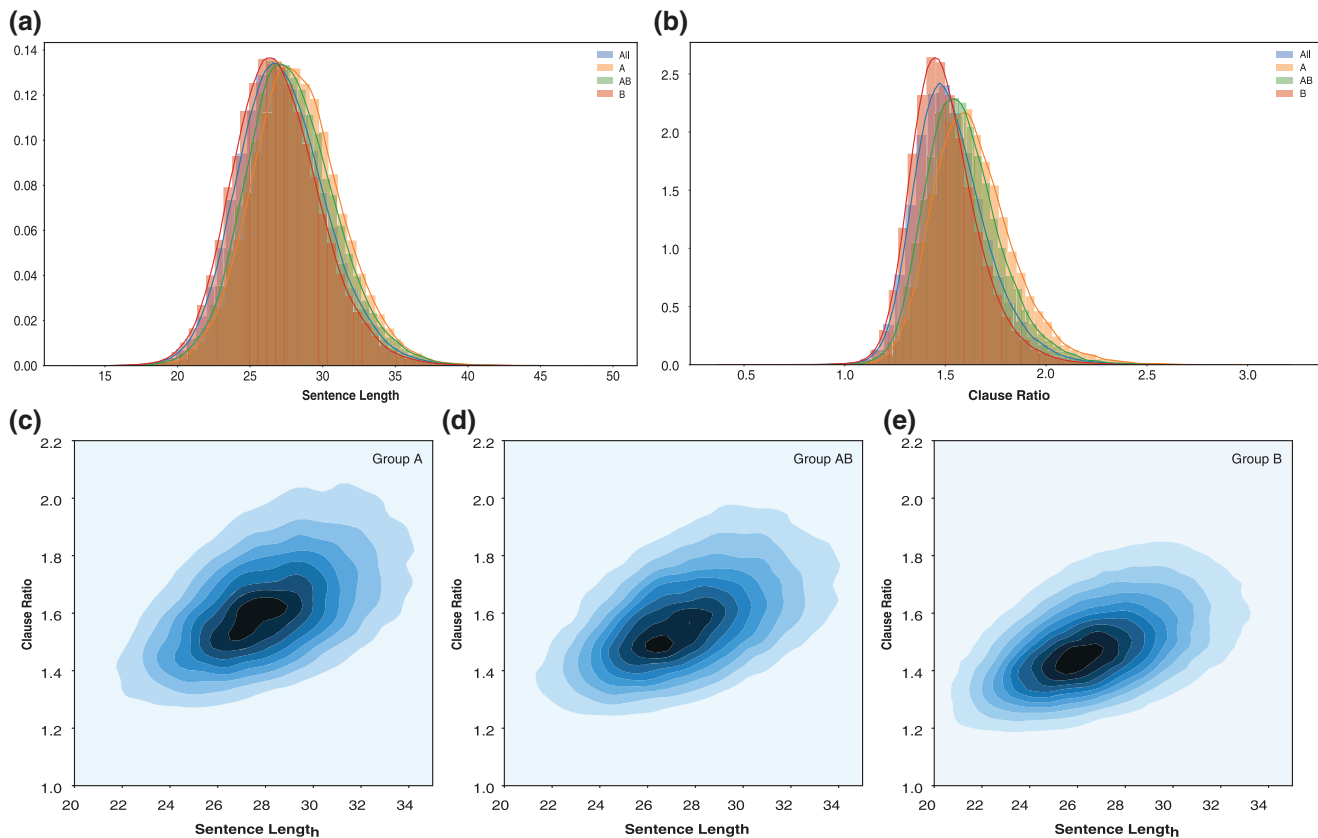 (a)
0.14
0.12
0.10
0.08
0.06
0.04
0.02
0.00
15 20 25 30 35 40 45 50
Sentence Length
All
A
AB
B
(b)
2.5
2.0
1.5
1.0
0.5
0.0
0.5 1.0 1.5 2.0 2.5 3.0
Clause Ratio
All
A
AB
B
(c)
2.2
2.0
1.8
1.6
1.4
1.2
1.0
Clause Ratio
Group A
20 22 24 26 28 30 32 34
Sentence Length
(d)
2.2
2.0
1.8
1.6
1.4
1.2
1.0
Clause Ratio
Group AB
20 22 24 26 28 30 32 34
Sentence Length
(e)
2.2
2.0
1.8
1.6
1.4
1.2
1.0
Clause Ratio
Group B
20 22 24 26 28 30 32 34
Sentence Length